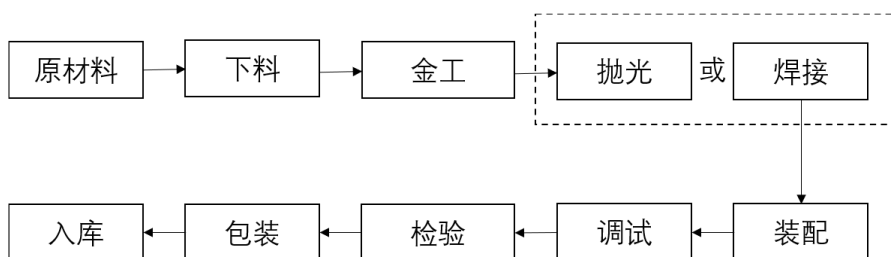 原材料 下料 金工 抛光 或 焊接
入库 包装 检验 调试 装配